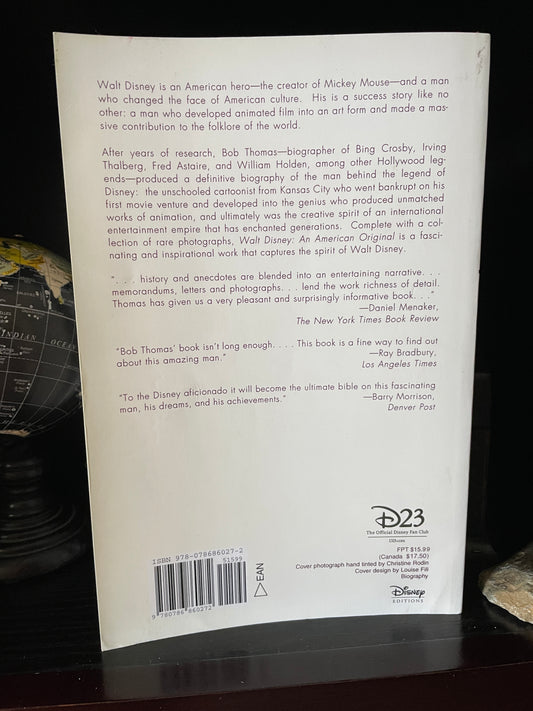 Walt Disney is an American hero—the creator of Mickey Mouse—and a man
who changed the face of American culture. His is a success story like no
other: a man who developed animated film into an art form and made a mas-
sive contribution to the folklore of the world.
After years of research, Bob Thomas—biographer of Bing Crosby, Irving
Thalberg, Fred Astaire, and William Holden, among other Hollywood leg-
ends—produced a definitive biography of the man behind the legend of
Disney: the unschooled cartoonist from Kansas City who went bankrupt on his
first movie venture and developed into the genius who produced unmatched
works of animation, and ultimately was the creative spirit of an international
entertainment empire that has enchanted generations. Complete with a col-
lection of rare photographs, Walt Disney: An American Original is a fasci-
nating and inspirational work that captures the spirit of Walt Disney.
". . . history and anecdotes are blended into an entertaining narrative. . .
memorandums, letters and photographs. . . . lend the work richness of detail.
Thomas has given us a very pleasant and surprisingly informative book. . ."
—Daniel Menaker,
The New York Times Book Review
"Bob Thomas' book isn't long enough. . . . This book is a fine way to find out
about this amazing man."
—Ray Bradbury,
Los Angeles Times
"To the Disney aficionado it will become the ultimate bible on this fascinating
man, his dreams, and his achievements."
—Barry Morrison,
Denver Post
D23
The Official Disney Fan Club
FPT $15.99
(Canada $17.50)
Cover photograph hand tinted by Christine Rodin
Cover design by Louise Fili
Biography
Disney
EDITIONS
ISBN 978-078686027-2
51599
EAN
9 780786 860272
INDIAN OCEAN